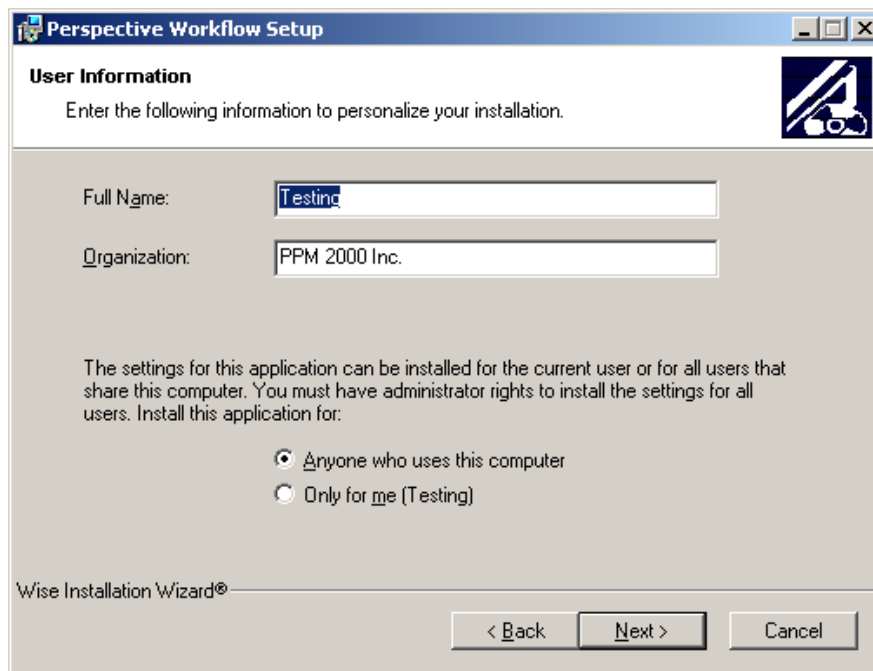 Perspective Workflow Setup
User Information
Enter the following information to personalize your installation.
Full Name:
Testing
Organization:
PPM 2000 Inc.
The settings for this application can be installed for the current user or for all users that
share this computer. You must have administrator rights to install the settings for all
users. Install this application for:
Anyone who uses this computer
Only for me (Testing)
Wise Installation Wizard®
< Back
Next >
Cancel